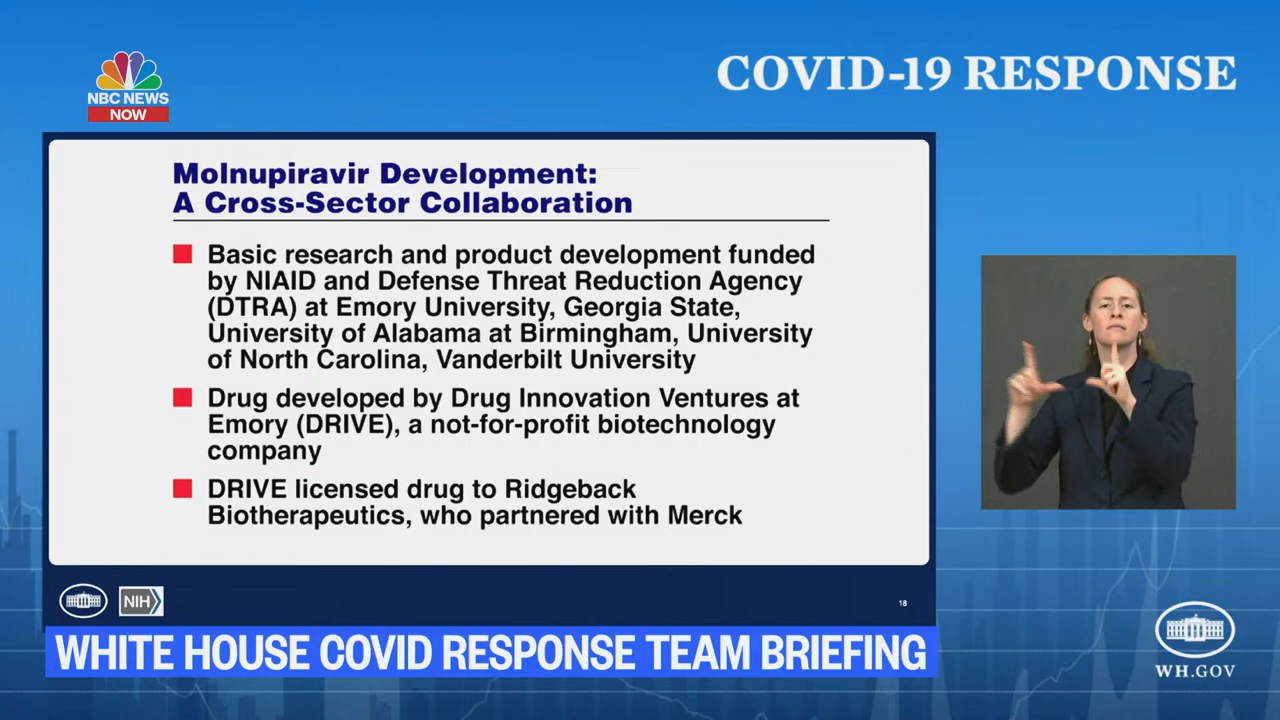 NBC NEWS
NOW
COVID-19 RESPONSE
Molnupiravir Development:
A Cross-Sector Collaboration
Basic research and product development funded
by NIAID and Defense Threat Reduction Agency
(DTRA) at Emory University, Georgia State,
University of Alabama at Birmingham, University
of North Carolina, Vanderbilt University
Drug developed by Drug Innovation Ventures at
Emory (DRIVE), a not-for-profit biotechnology
company
DRIVE licensed drug to Ridgeback
Biotherapeutics, who partnered with Merck
NIH
18
WHITE HOUSE COVID RESPONSE TEAM BRIEFING
WH.GOV